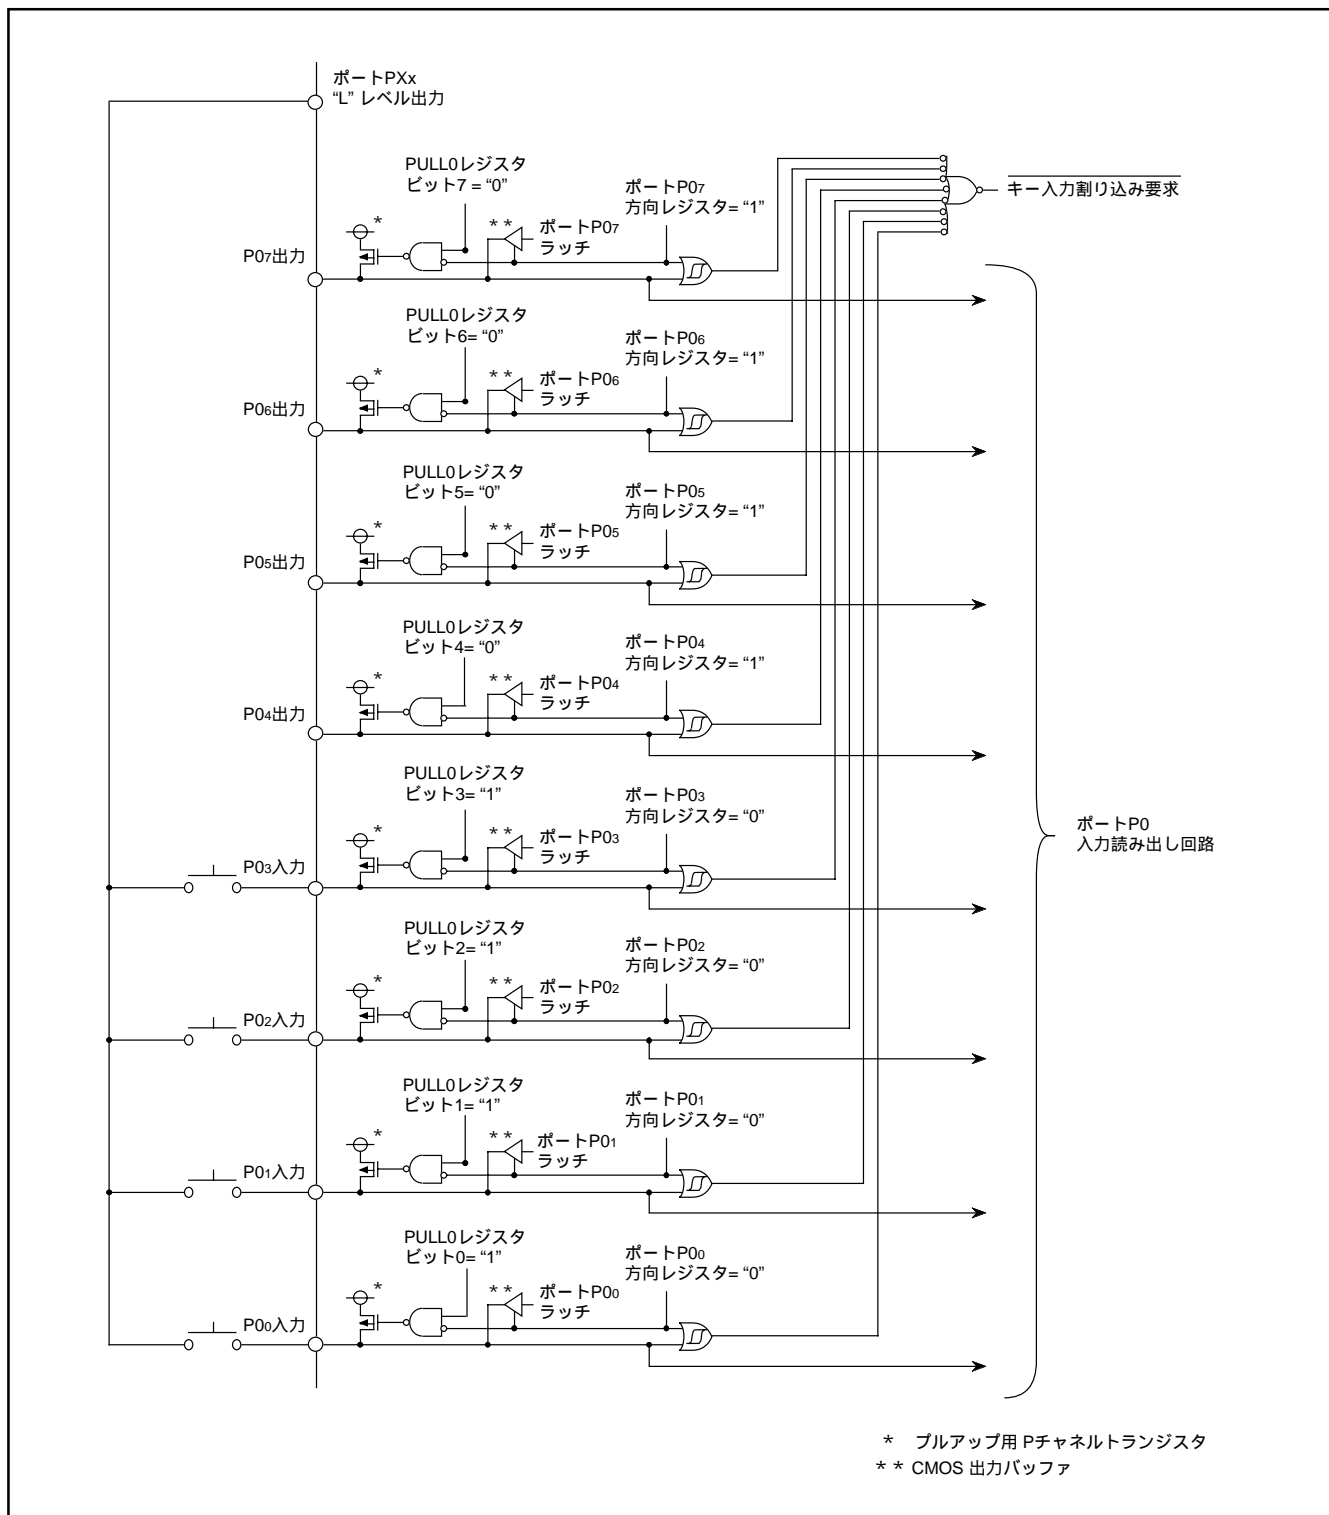 ポートPXx
“L” レベル出力
PULL0レジスタ
ビット7 = “0”
ポートP07
方向レジスタ= “1”
キー入力割り込み要求
*
* *
ポートP07
ラッチ
P07出力
PULL0レジスタ
ビット6= “0”
ポートP06
方向レジスタ= “1”
*
* *
ポートP06
ラッチ
P06出力
PULL0レジスタ
ビット5= “0”
ポートP05
方向レジスタ= “1”
*
* *
ポートP05
ラッチ
P05出力
PULL0レジスタ
ビット4= “0”
ポートP04
方向レジスタ= “1”
*
* *
ポートP04
ラッチ
P04出力
PULL0レジスタ
ビット3= “1”
ポートP03
方向レジスタ= “0”
*
* *
ポートP03
ラッチ
P03入力
ポートP0
入力読み出し回路
PULL0レジスタ
ビット2= “1”
ポートP02
方向レジスタ= “0”
*
* *
ポートP02
ラッチ
P02入力
PULL0レジスタ
ビット1= “1”
ポートP01
方向レジスタ= “0”
*
* *
ポートP01
ラッチ
P01入力
PULL0レジスタ
ビット0= “1”
ポートP00
方向レジスタ= “0”
*
* *
ポートP00
ラッチ
P00入力
* プルアップ用 Pチャネルトランジスタ
* * CMOS 出力バッファ